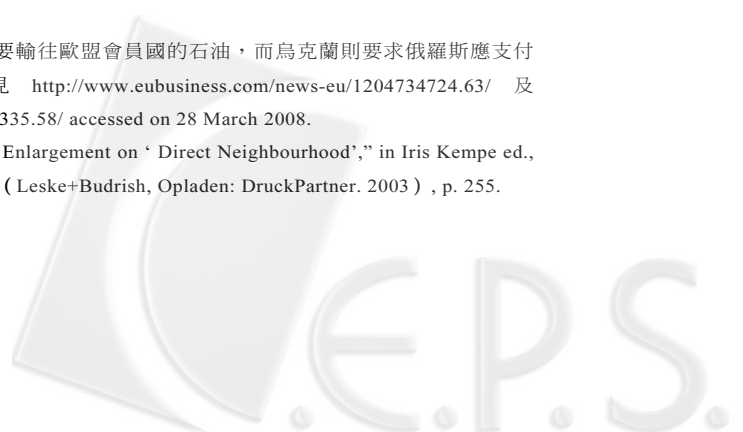 要輸往歐盟會員國的石油，而烏克蘭則要求俄羅斯應支付
見 http://www.eubusiness.com/news-eu/1204734724.63/ 及
335.58/ accessed on 28 March 2008.
Enlargement on ‘ Direct Neighbourhood’,” in Iris Kempe ed.,
（Leske+Budrish, Opladen: DruckPartner. 2003）, p. 255.
C.E.P.S.